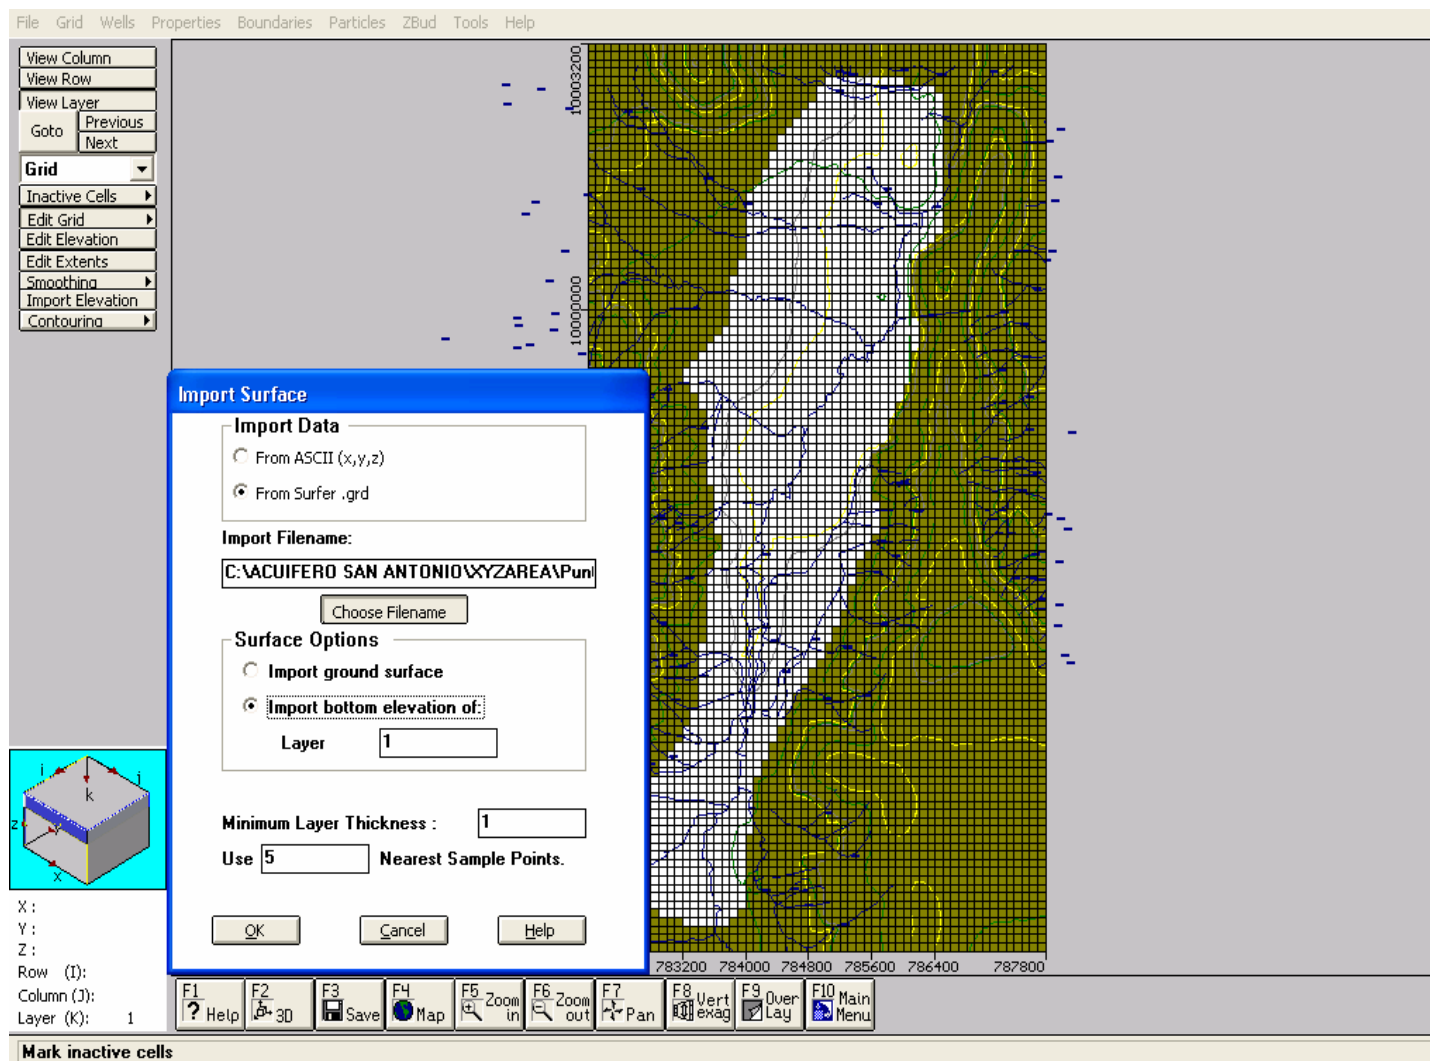 File Grid Wells Properties Boundaries Particles ZBud Tools Help
View Column
View Row
View Layer
Goto
Previous
Next
Grid
Inactive Cells
Edit Grid
Edit Elevation
Edit Extents
Smoothing
Import Elevation
Contouring
10003200
10000000
Import Surface
Import Data
From ASCII (x,y,z)
From Surfer .grd
Import Filename:
C:\ACUIFERO SAN ANTONIO\XYZAREA\Pun
Choose Filename
Surface Options
Import ground surface
Import bottom elevation of:
Layer 1
Minimum Layer Thickness : 1
Use 5 Nearest Sample Points.
OK Cancel Help
783200 784000 784800 785600 786400 787800
i j
k
z
y
x
X :
Y :
Z :
Row (I):
Column (J):
Layer (K): 1
F1 ? Help
F2 3D
F3 Save
F4 Map
F5 Zoom in
F6 Zoom out
F7 Pan
F8 Vert exag
F9 Over Lay
F10 Main Menu
Mark inactive cells